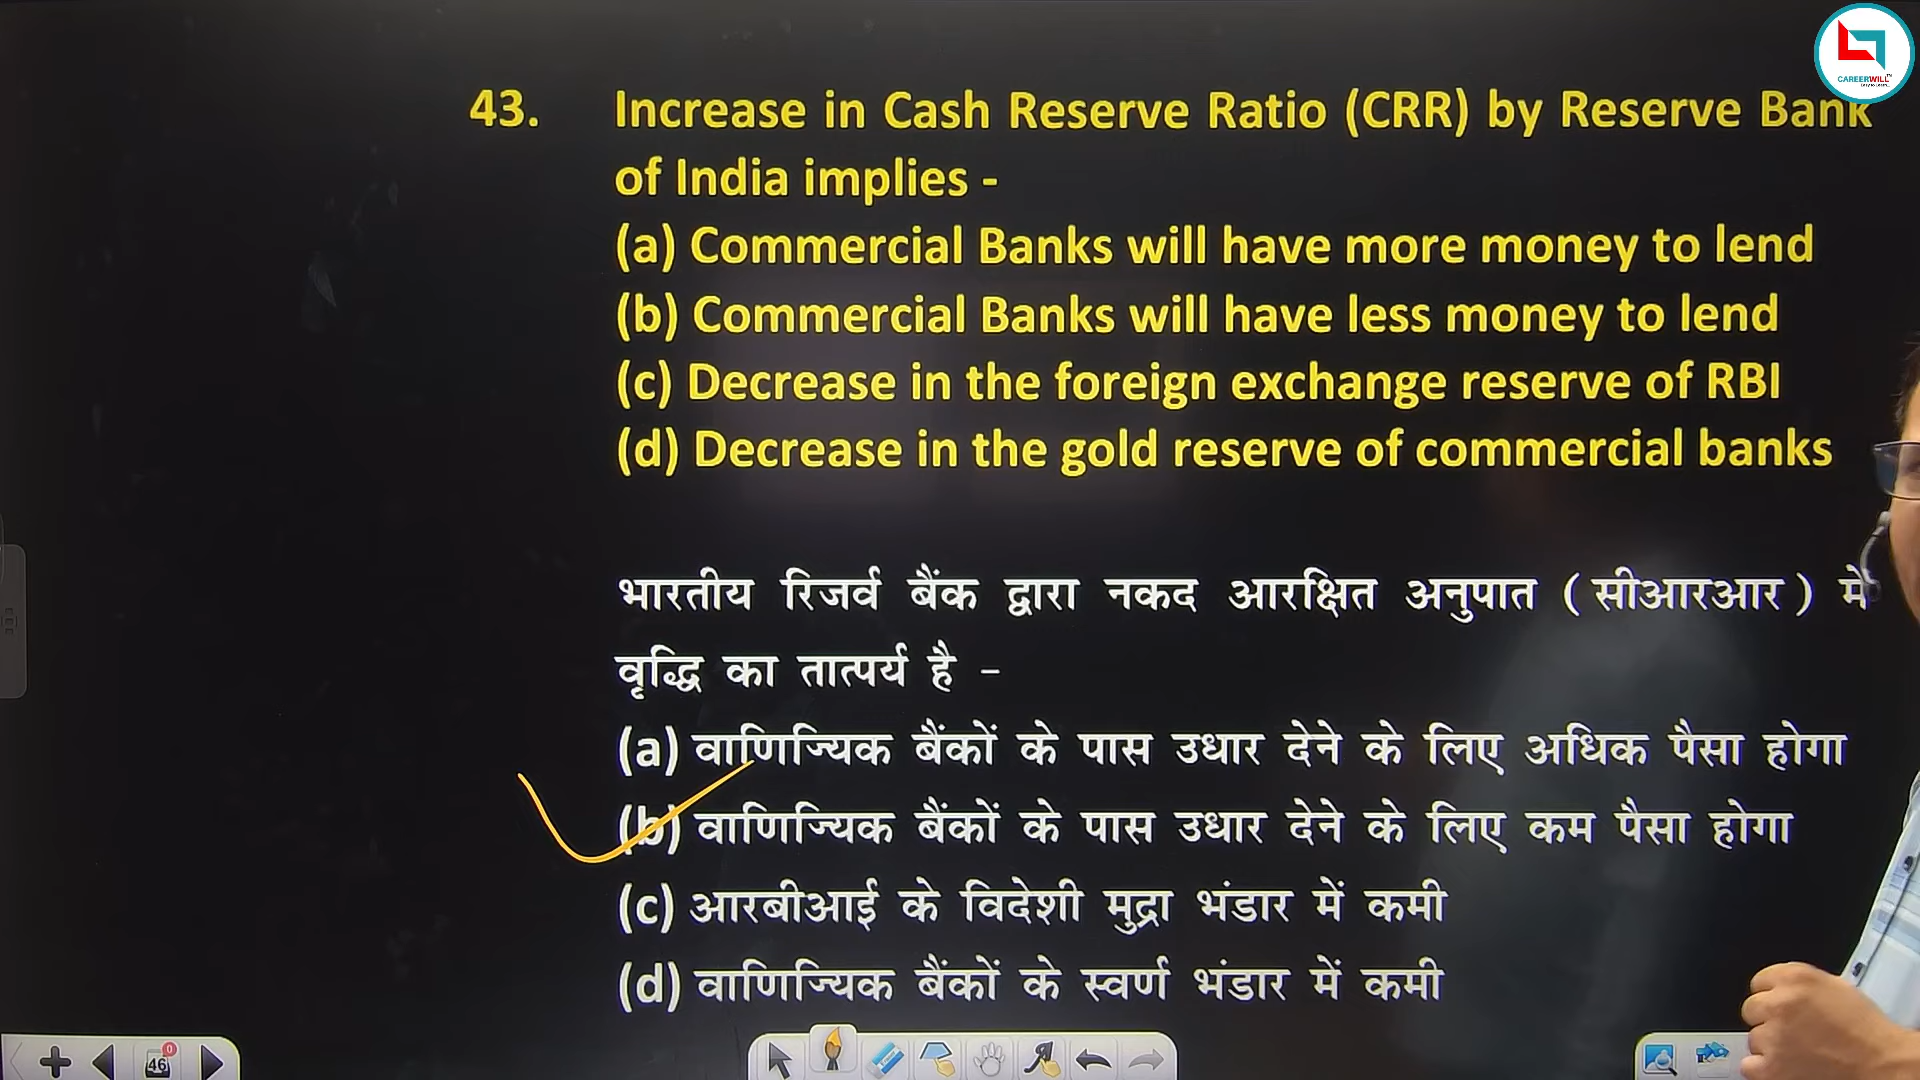 CAREERWILL
43. Increase in Cash Reserve Ratio (CRR) by Reserve Bank
of India implies -
(a) Commercial Banks will have more money to lend
(b) Commercial Banks will have less money to lend
(c) Decrease in the foreign exchange reserve of RBI
(d) Decrease in the gold reserve of commercial banks
भारतीय रिजर्व बैंक द्वारा नकद आरक्षित अनुपात ( सीआरआर ) में
वृद्धि का तात्पर्य है -
(a) वाणिज्यिक बैंकों के पास उधार देने के लिए अधिक पैसा होगा
(b) वाणिज्यिक बैंकों के पास उधार देने के लिए कम पैसा होगा
(c) आरबीआई के विदेशी मुद्रा भंडार में कमी
(d) वाणिज्यिक बैंकों के स्वर्ण भंडार में कमी
46 0